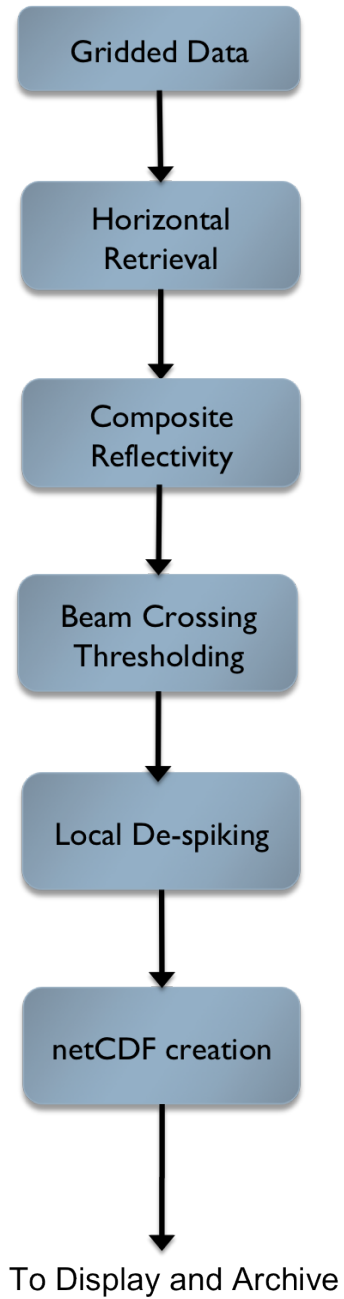 Gridded Data
Horizontal
Retrieval
Composite
Reflectivity
Beam Crossing
Thresholding
Local De-spiking
netCDF creation
To Display and Archive